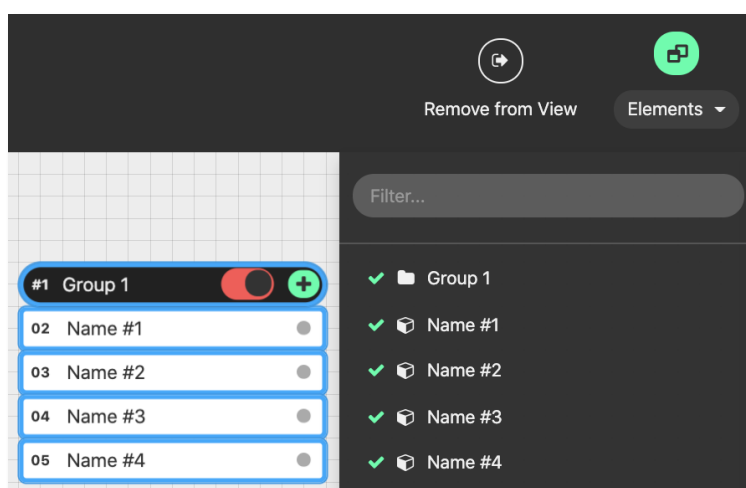 Remove from View
Elements
Filter...
#1 Group 1
02 Name #1
03 Name #2
04 Name #3
05 Name #4
Group 1
Name #1
Name #2
Name #3
Name #4